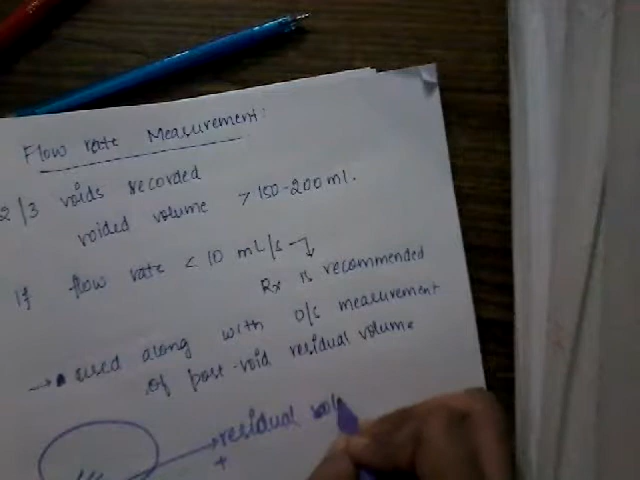 Flow rate Measurement:
2/3 voids recorded
voided volume > 150-200 ml.
If flow rate < 10 mL/s →
Rx is recommended
→ used along with O/S measurement
of post-void residual volume
→ residual
+